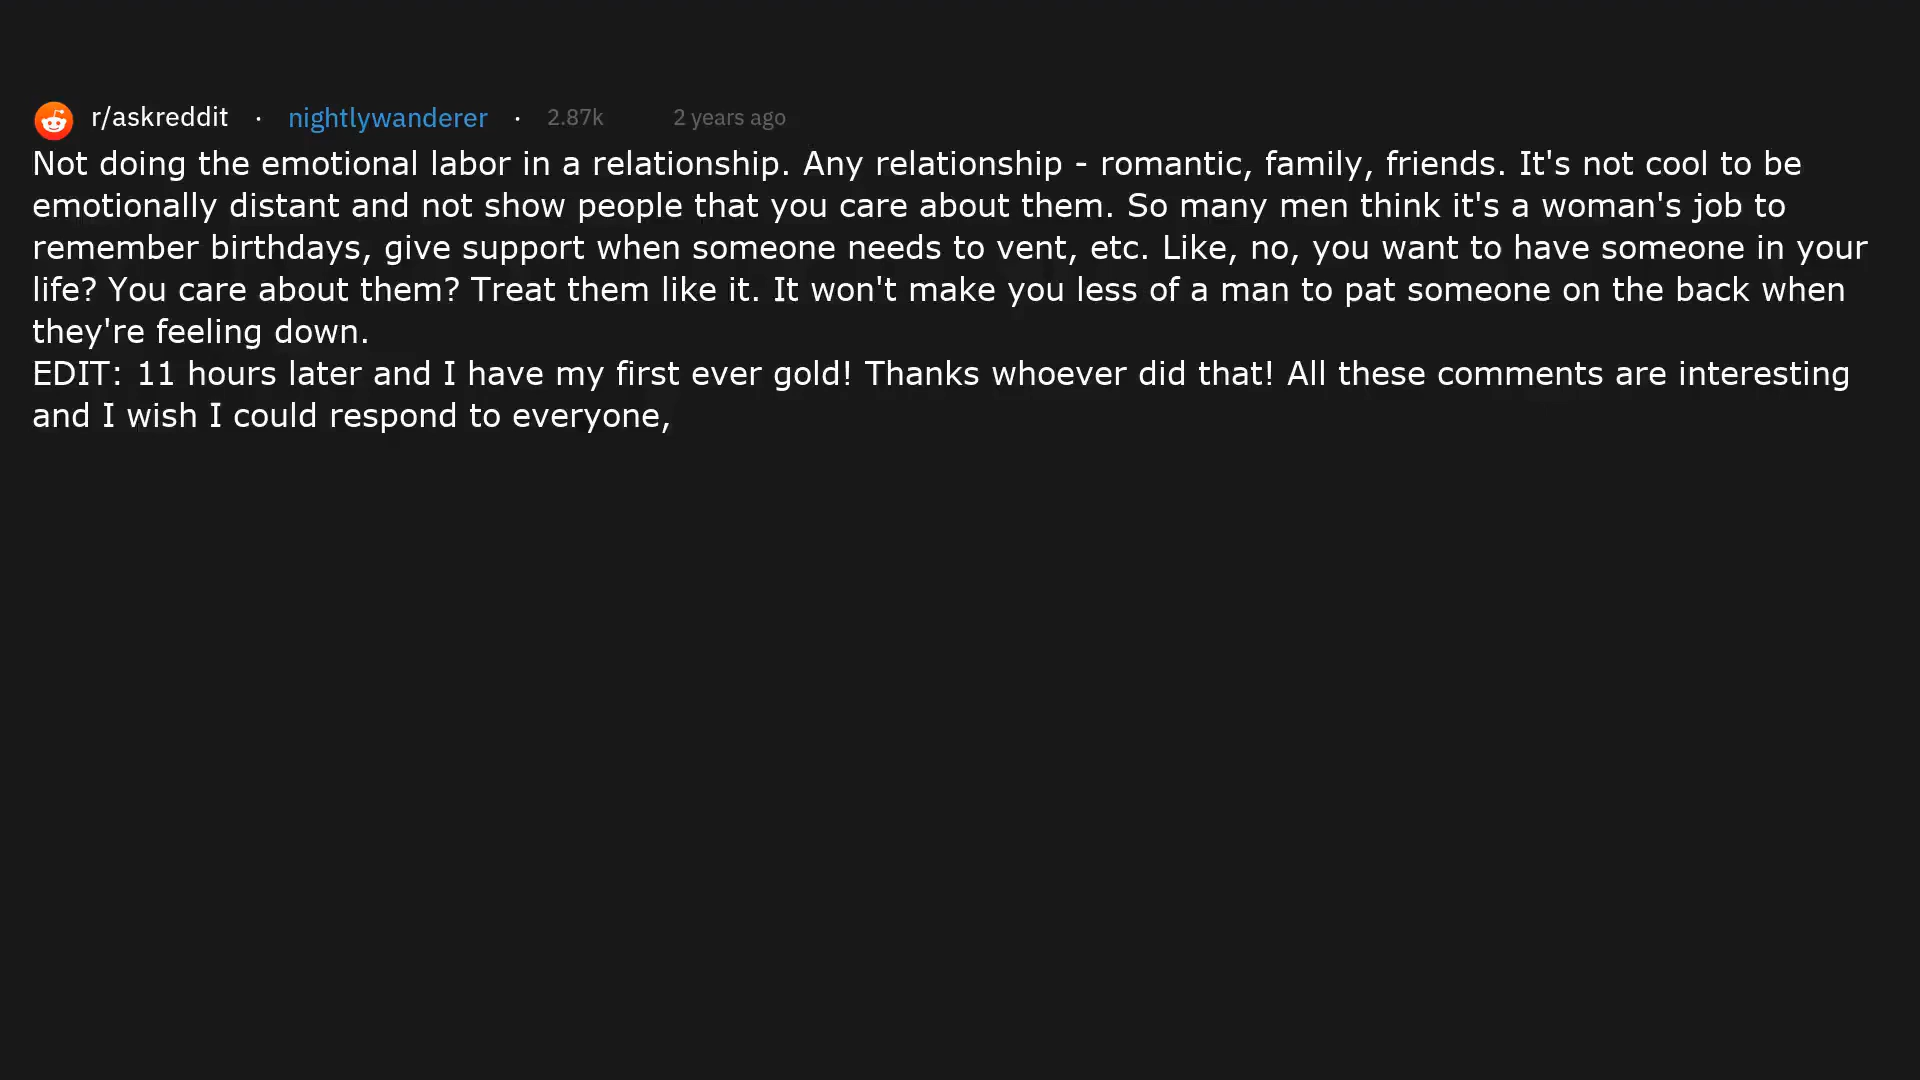 r/askreddit · nightlywanderer · 2.87k 2 years ago
Not doing the emotional labor in a relationship. Any relationship - romantic, family, friends. It's not cool to be
emotionally distant and not show people that you care about them. So many men think it's a woman's job to
remember birthdays, give support when someone needs to vent, etc. Like, no, you want to have someone in your
life? You care about them? Treat them like it. It won't make you less of a man to pat someone on the back when
they're feeling down.
EDIT: 11 hours later and I have my first ever gold! Thanks whoever did that! All these comments are interesting
and I wish I could respond to everyone,